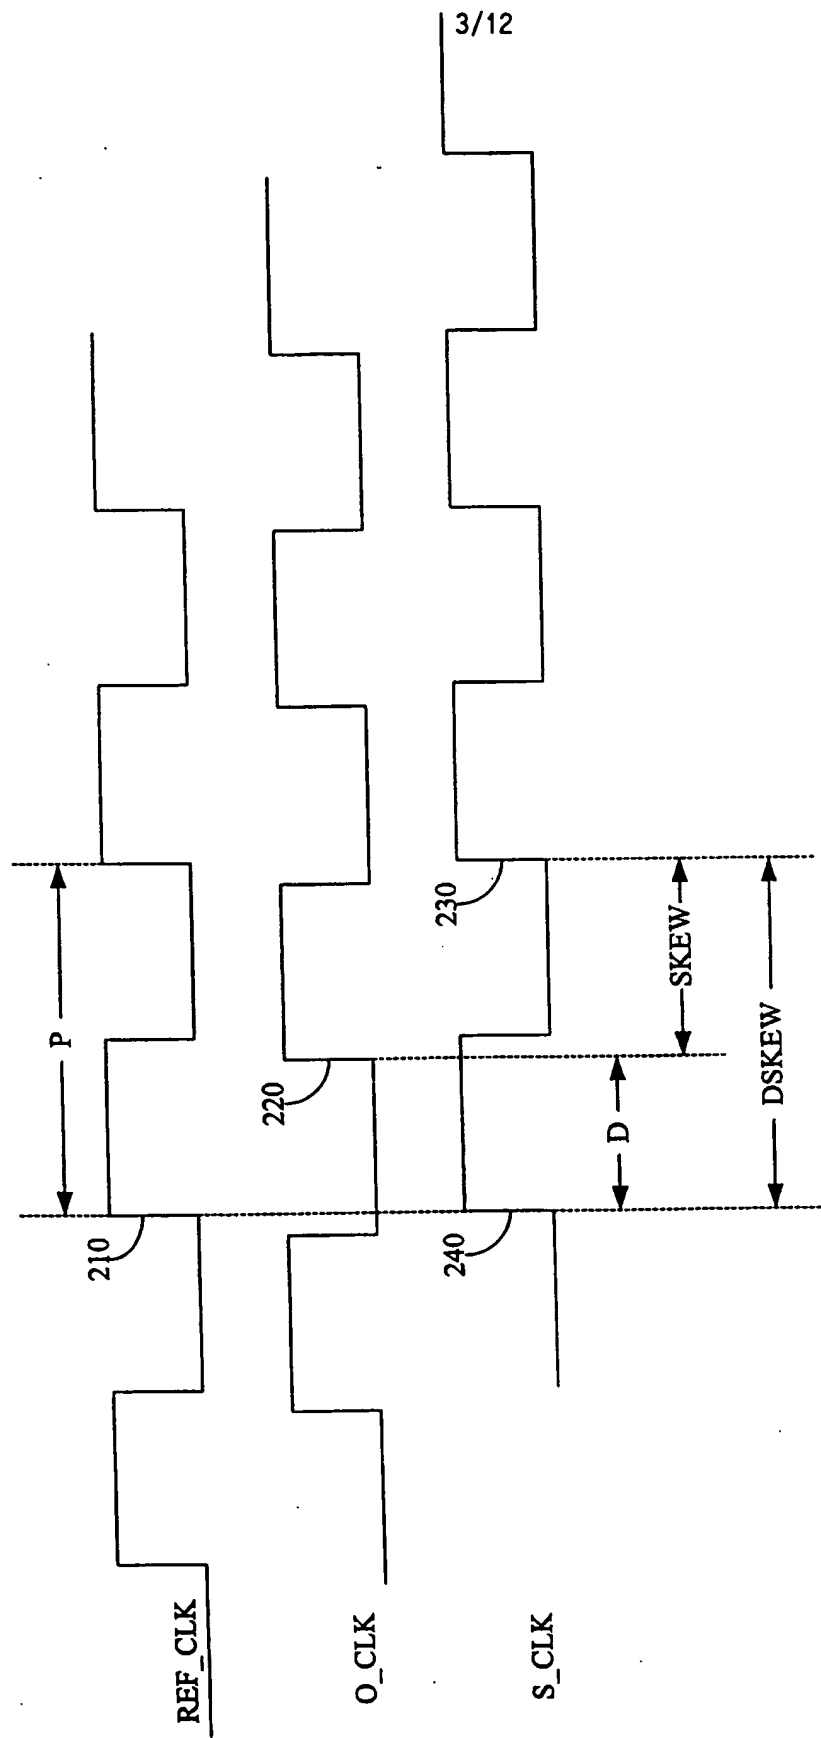 3/12
P
REF_CLK
210
O_CLK
220
S_CLK
240
230
D
SKEW
DSKEW